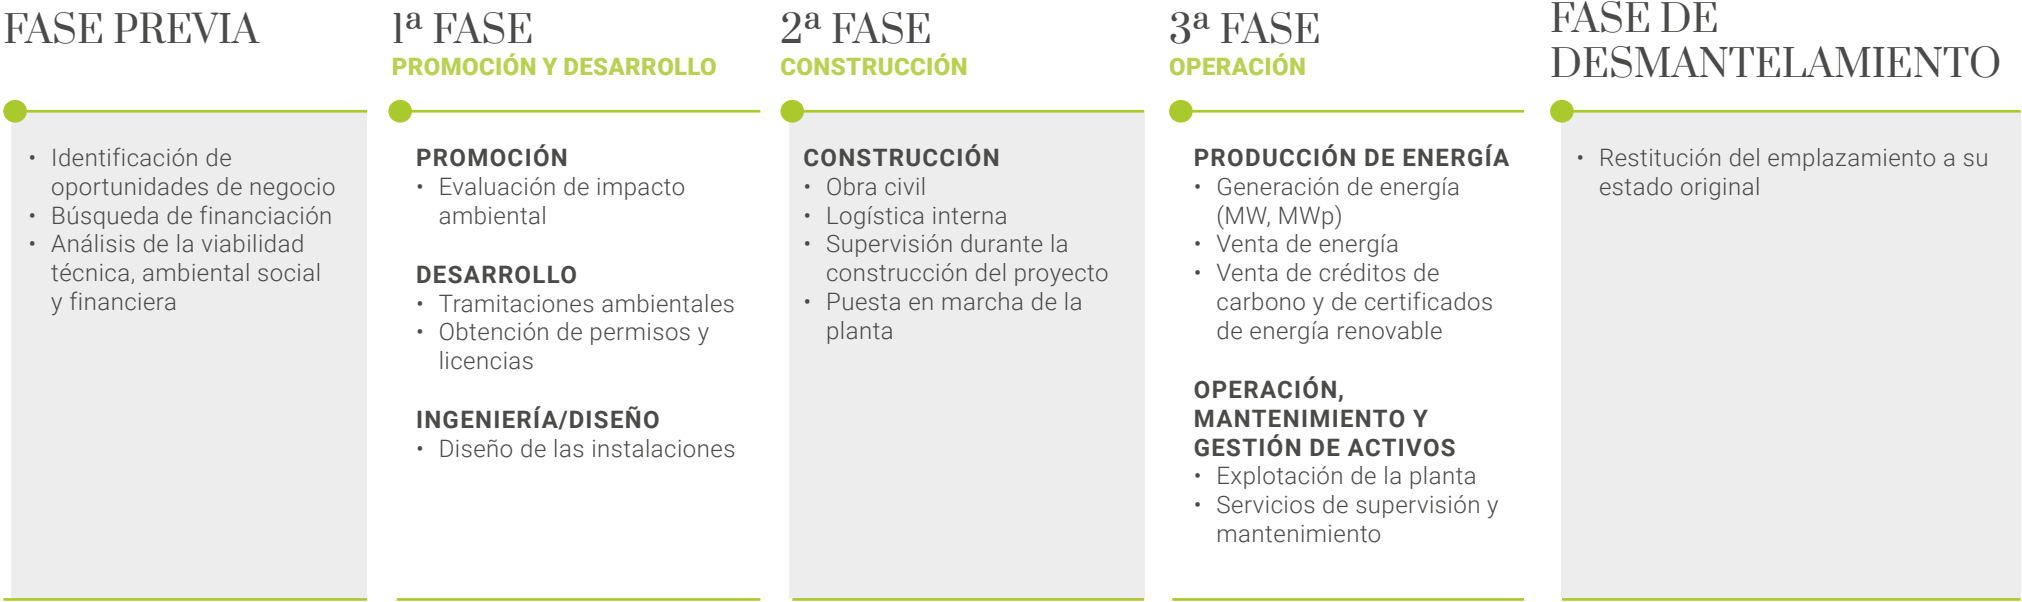 FASE PREVIA
• Identificación de
oportunidades de negocio
• Búsqueda de financiación
• Análisis de la viabilidad
técnica, ambiental social
y financiera
1ª FASE
PROMOCIÓN Y DESARROLLO
PROMOCIÓN
• Evaluación de impacto
ambiental
DESARROLLO
• Tramitaciones ambientales
• Obtención de permisos y
licencias
INGENIERÍA/DISEÑO
• Diseño de las instalaciones
2ª FASE
CONSTRUCCIÓN
CONSTRUCCIÓN
• Obra civil
• Logística interna
• Supervisión durante la
construcción del proyecto
• Puesta en marcha de la
planta
3ª FASE
OPERACIÓN
PRODUCCIÓN DE ENERGÍA
• Generación de energía
(MW, MWp)
• Venta de energía
• Venta de créditos de
carbono y de certificados
de energía renovable
OPERACIÓN,
MANTENIMIENTO Y
GESTIÓN DE ACTIVOS
• Explotación de la planta
• Servicios de supervisión y
mantenimiento
FASE DE
DESMANTELAMIENTO
• Restitución del emplazamiento a su
estado original